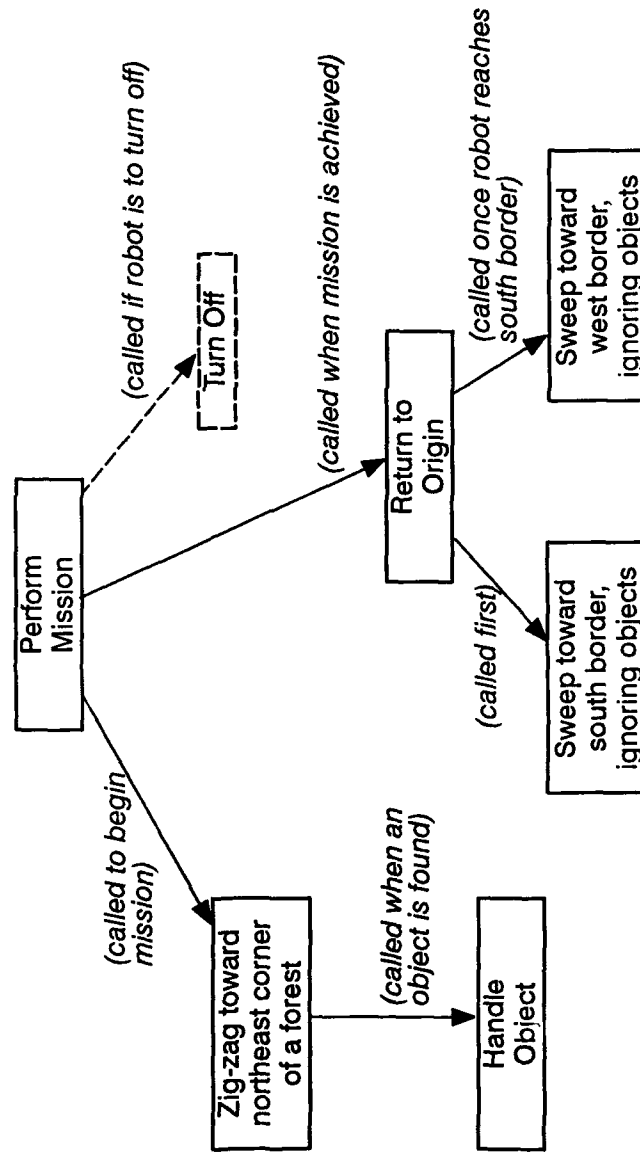 Perform
Mission
(called to begin
mission)
(called if robot is to turn off)
Turn Off
Zig-zag toward
northeast corner
of a forest
(called when mission is achieved)
(called when an
object is found)
Return to
Origin
Handle
Object
(called first)
(called once robot reaches
south border)
Sweep toward
south border,
ignoring objects
Sweep toward
west border,
ignoring objects